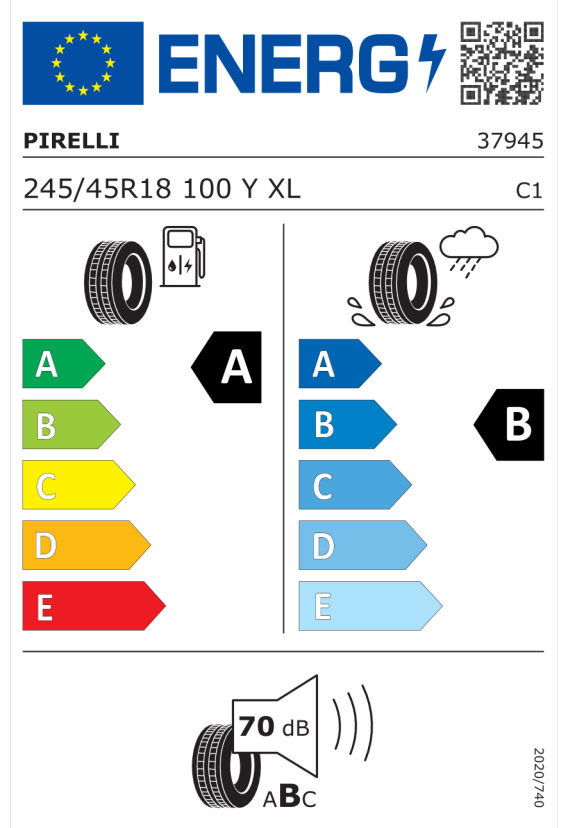 ENERG
PIRELLI 37945
245/45R18 100 Y XL C1
A A A
B B B
C C
D D
E E
70 dB
ABC
2020/740